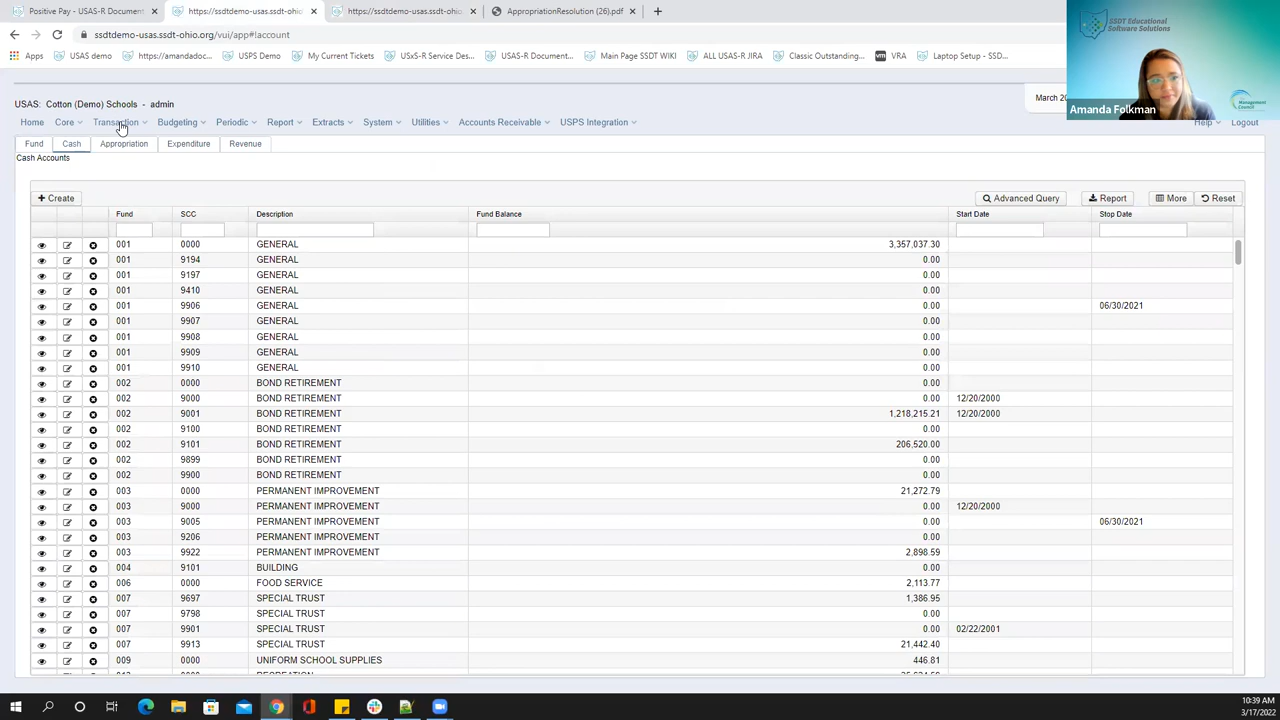 Positive Pay - USAS-R Document
https://ssdtdemo-usas.ssdt-ohio
https://ssdtdemo-usas.ssdt-ohio
AppropriationResolution (26).pdf
ssdtdemo-usas.ssdt-ohio.org/vui/app#!account
Apps
USAS demo
https://amandadoc...
USPS Demo
My Current Tickets
USxS-R Service Des...
USAS-R Document...
Main Page SSDT WIKI
ALL USAS-R JIRA
Classic Outstanding...
VRA
Laptop Setup - SSD...
SSDT Educational
Software Solutions
Management
Council
Amanda Folkman
USAS: Cotton (Demo) Schools - admin
March 20
Home Core Transaction Budgeting Periodic Report Extracts System Utilities Accounts Receivable USPS Integration Help Logout
Fund Cash Appropriation Expenditure Revenue
Cash Accounts
Create Advanced Query Report More Reset
Fund SCC Description Fund Balance Start Date Stop Date
001 0000 GENERAL 3,357,037.30
001 9194 GENERAL 0.00
001 9197 GENERAL 0.00
001 9410 GENERAL 0.00
001 9906 GENERAL 0.00 06/30/2021
001 9907 GENERAL 0.00
001 9908 GENERAL 0.00
001 9909 GENERAL 0.00
001 9910 GENERAL 0.00
002 0000 BOND RETIREMENT 0.00
002 9000 BOND RETIREMENT 0.00 12/20/2000
002 9001 BOND RETIREMENT 1,218,215.21 12/20/2000
002 9100 BOND RETIREMENT 0.00
002 9101 BOND RETIREMENT 206,520.00
002 9899 BOND RETIREMENT 0.00
002 9900 BOND RETIREMENT 0.00
003 0000 PERMANENT IMPROVEMENT 21,272.79
003 9000 PERMANENT IMPROVEMENT 0.00 12/20/2000
003 9005 PERMANENT IMPROVEMENT 0.00 06/30/2021
003 9206 PERMANENT IMPROVEMENT 0.00
003 9922 PERMANENT IMPROVEMENT 2,898.59
004 9101 BUILDING 0.00
006 0000 FOOD SERVICE 2,113.77
007 9697 SPECIAL TRUST 1,386.95
007 9798 SPECIAL TRUST 0.00
007 9901 SPECIAL TRUST 0.00 02/22/2001
007 9913 SPECIAL TRUST 21,442.40
009 0000 UNIFORM SCHOOL SUPPLIES 446.81
10:39 AM
3/17/2022